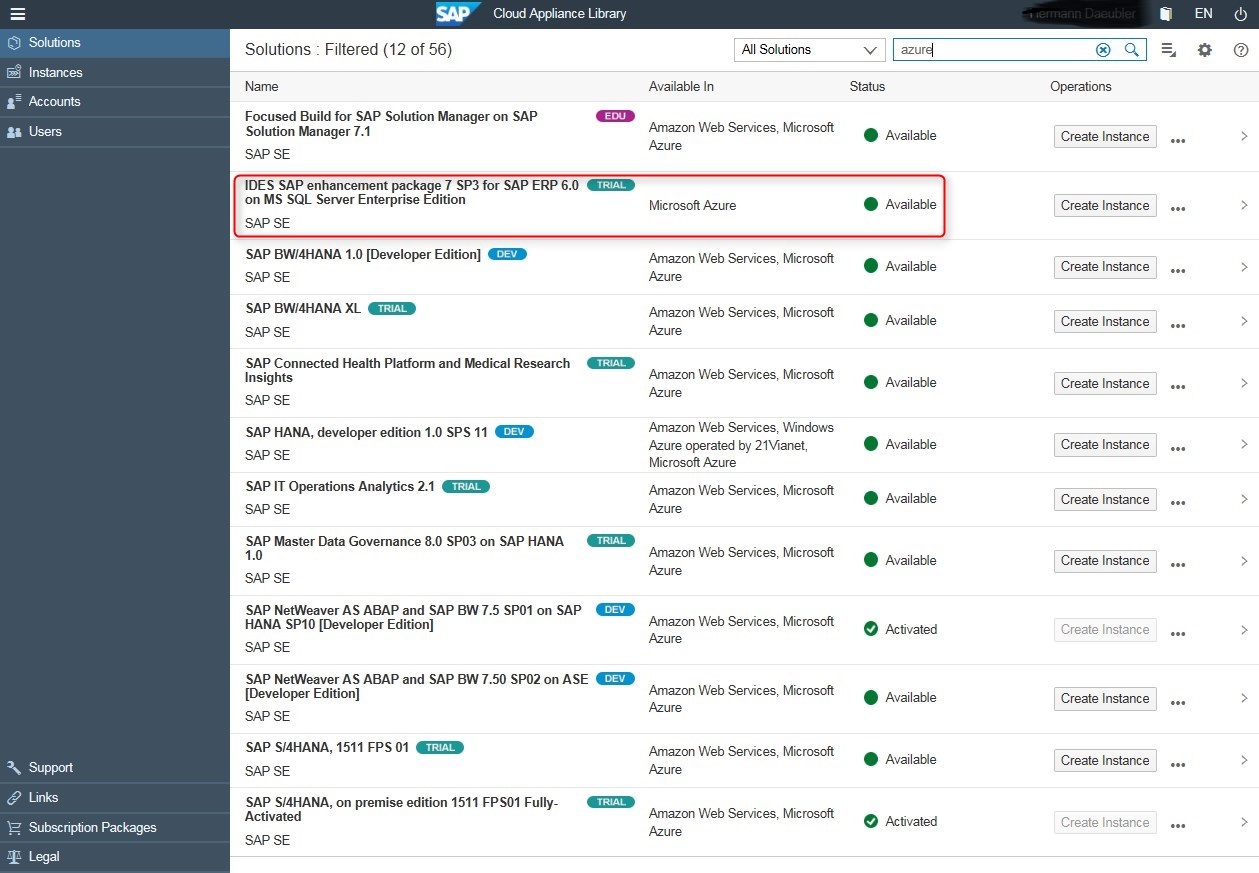 SAP Cloud Appliance Library
Hermann Daeubler EN
Solutions
Instances
Accounts
Users
Support
Links
Subscription Packages
Legal
Solutions : Filtered (12 of 56)
All Solutions
azure
Name Available In Status Operations
Focused Build for SAP Solution Manager on SAP EDU
Solution Manager 7.1
SAP SE
Amazon Web Services, Microsoft
Azure
Available
Create Instance
IDES SAP enhancement package 7 SP3 for SAP ERP 6.0 TRIAL
on MS SQL Server Enterprise Edition
SAP SE
Microsoft Azure
Available
Create Instance
SAP BW/4HANA 1.0 [Developer Edition] DEV
SAP SE
Amazon Web Services, Microsoft
Azure
Available
Create Instance
SAP BW/4HANA XL TRIAL
SAP SE
Amazon Web Services, Microsoft
Azure
Available
Create Instance
SAP Connected Health Platform and Medical Research TRIAL
Insights
SAP SE
Amazon Web Services, Microsoft
Azure
Available
Create Instance
SAP HANA, developer edition 1.0 SPS 11 DEV
SAP SE
Amazon Web Services, Windows
Azure operated by 21Vianet,
Microsoft Azure
Available
Create Instance
SAP IT Operations Analytics 2.1 TRIAL
SAP SE
Amazon Web Services, Microsoft
Azure
Available
Create Instance
SAP Master Data Governance 8.0 SP03 on SAP HANA TRIAL
1.0
SAP SE
Amazon Web Services, Microsoft
Azure
Available
Create Instance
SAP NetWeaver AS ABAP and SAP BW 7.5 SP01 on SAP DEV
HANA SP10 [Developer Edition]
SAP SE
Amazon Web Services, Microsoft
Azure
Activated
Create Instance
SAP NetWeaver AS ABAP and SAP BW 7.50 SP02 on ASE DEV
[Developer Edition]
SAP SE
Amazon Web Services, Microsoft
Azure
Available
Create Instance
SAP S/4HANA, 1511 FPS 01 TRIAL
SAP SE
Amazon Web Services, Microsoft
Azure
Available
Create Instance
SAP S/4HANA, on premise edition 1511 FPS01 Fully- TRIAL
Activated
SAP SE
Amazon Web Services, Microsoft
Azure
Activated
Create Instance